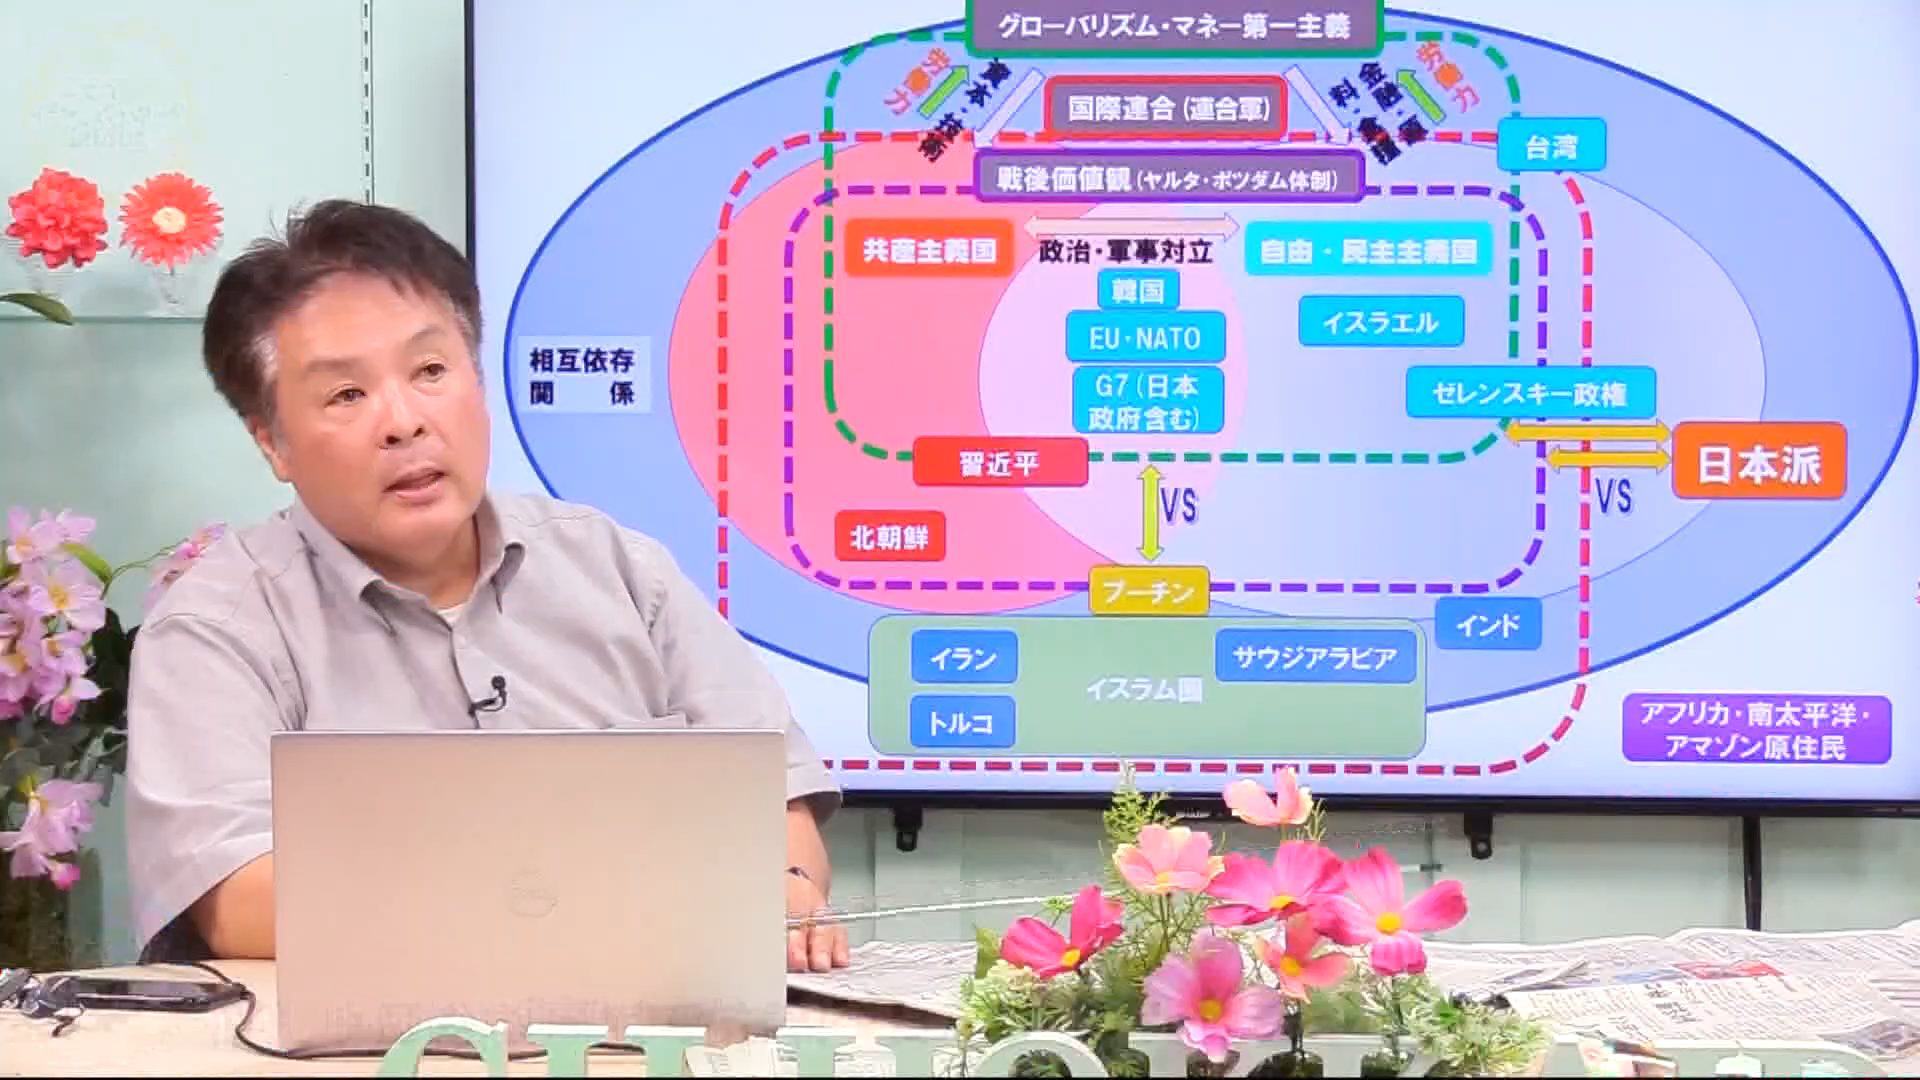 グローバリズム・マネー第一主義
労働力
資本・技術
国際連合(連合軍)
労働力
台湾
戦後価値観(ヤルタ・ポツダム体制)
共産主義国
政治・軍事対立
自由・民主主義国
韓国
イスラエル
EU・NATO
相互依存
関 係
G7(日本
政府含む)
ゼレンスキー政権
習近平
日本派
VS
VS
北朝鮮
プーチン
インド
イラン
サウジアラビア
イスラム圏
トルコ
アフリカ・南太平洋・
アマゾン原住民
SHARP
DELL